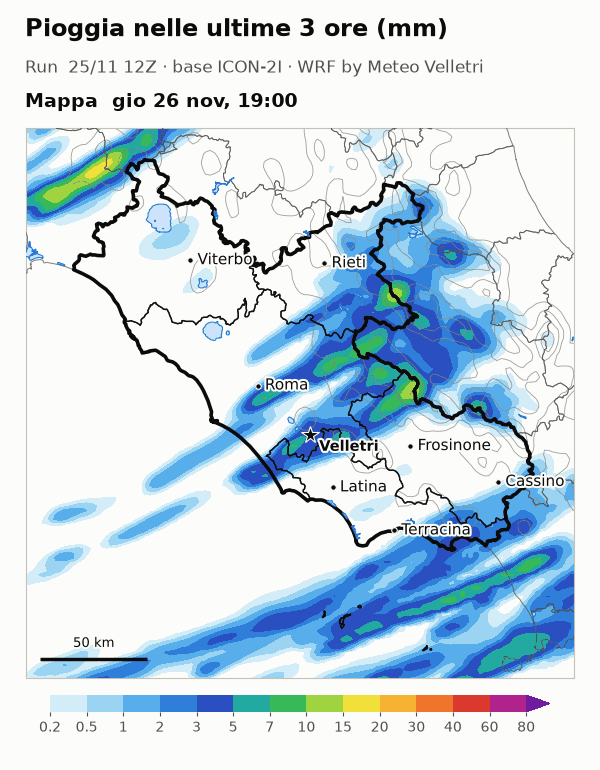 Pioggia nelle ultime 3 ore (mm)
Run  25/11 12Z · base ICON-2I · WRF by Meteo Velletri
Mappa  gio 26 nov, 19:00
Viterbo
Rieti
Roma
Velletri
Frosinone
Latina
Cassino
Terracina
50 km
0.2 0.5 1 2 3 5 7 10 15 20 30 40 60 80